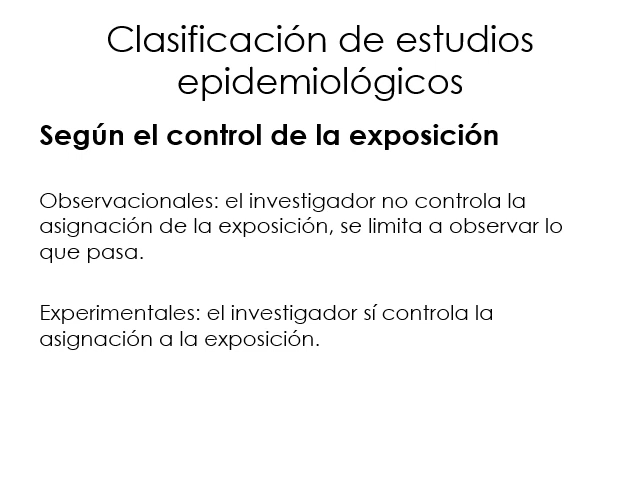 Clasificación de estudios
epidemiológicos
Según el control de la exposición
Observacionales: el investigador no controla la
asignación de la exposición, se limita a observar lo
que pasa.
Experimentales: el investigador sí controla la
asignación a la exposición.